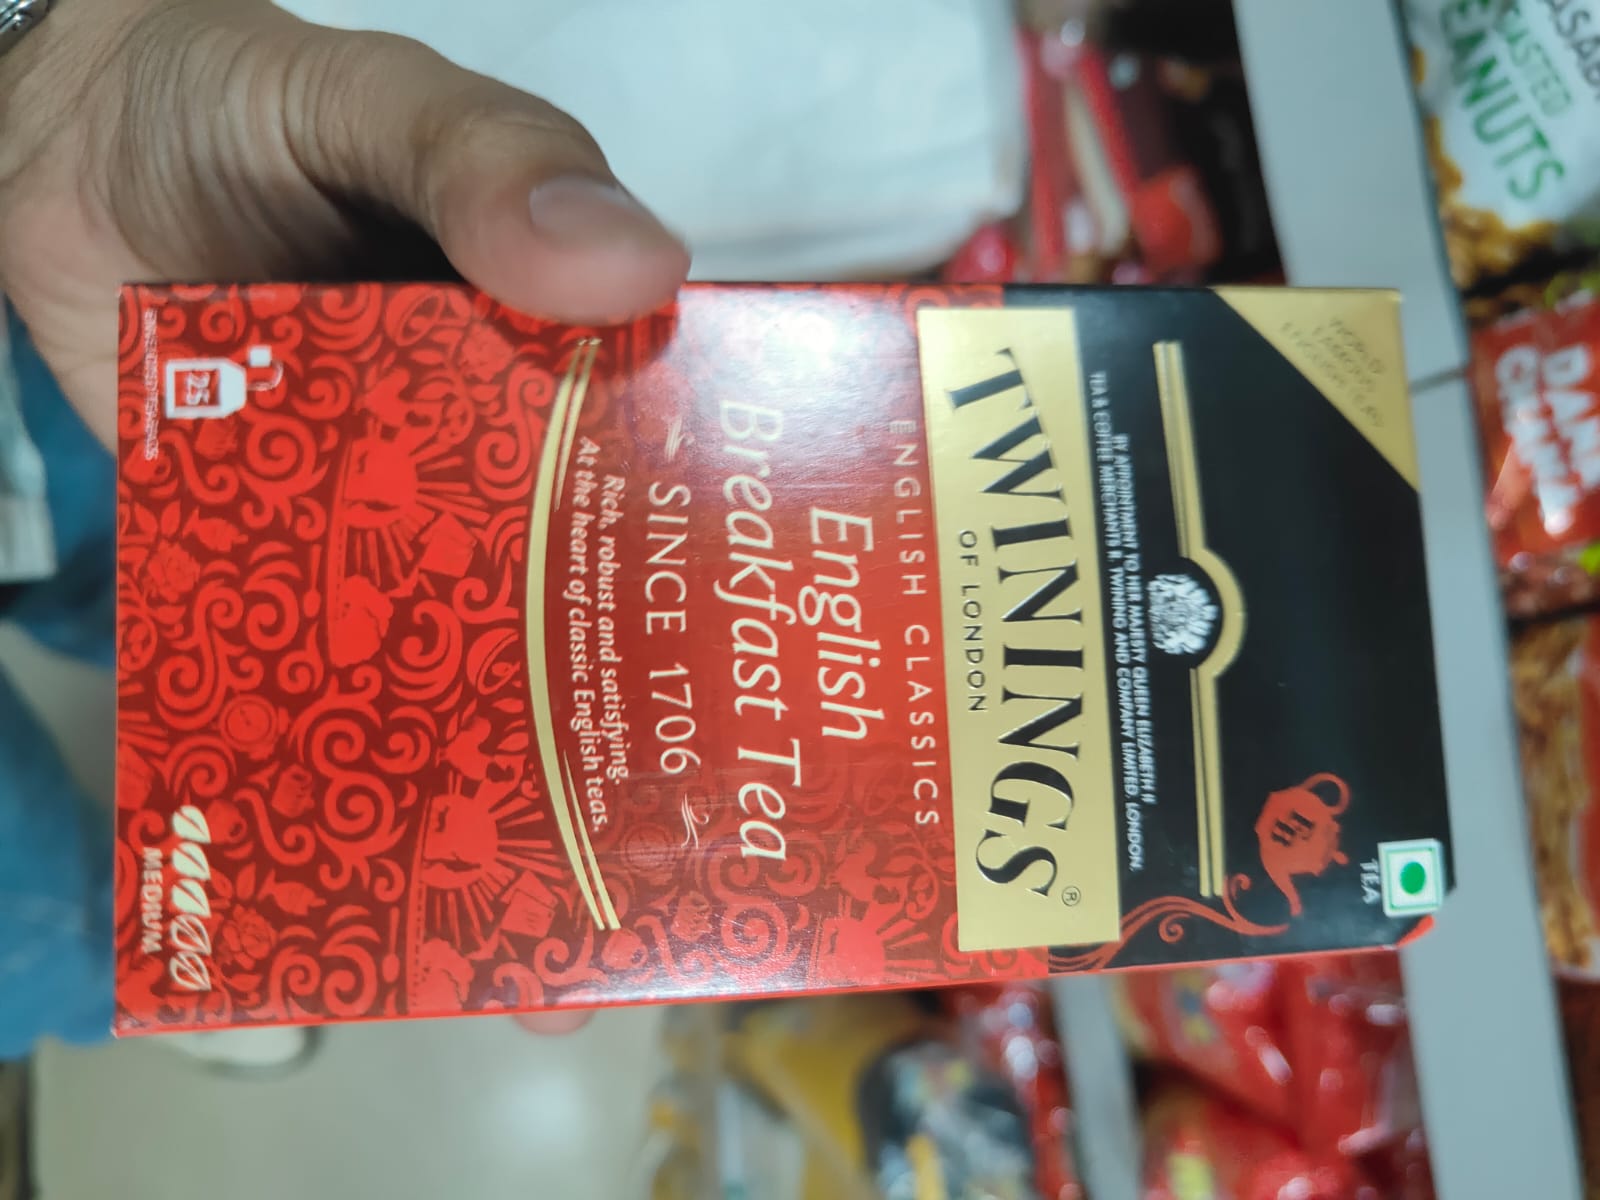 TEA
BY APPOINTMENT TO HER MAJESTY QUEEN ELIZABETH II
TEA & COFFEE MERCHANTS R. TWINING AND COMPANY LIMITED, LONDON.
TWININGS®
OF LONDON
ENGLISH CLASSICS
English
Breakfast Tea
SINCE 1706
Rich, robust and satisfying.
At the heart of classic English teas.
25
MEDIUM
PEANUTS
CHANA